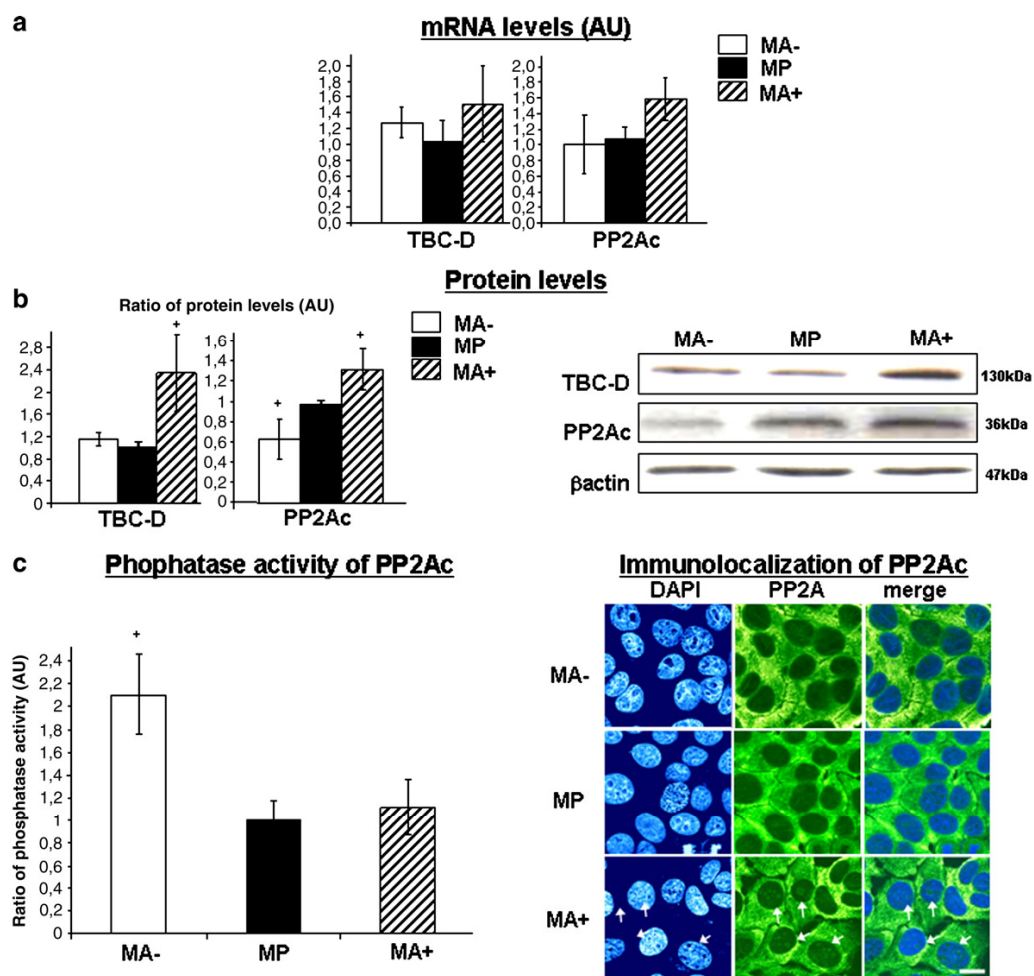 a
mRNA levels (AU)
MA-
MP
MA+
2,0
1,8
1,6
1,4
1,2
1,0
0,8
0,6
0,4
0,2
0,0
TBC-D
2,0
1,8
1,6
1,4
1,2
1,0
0,8
0,6
0,4
0,2
0,0
PP2Ac
b
Protein levels
Ratio of protein levels (AU)
MA-
MP
MA+
2,8
2,4
2
1,6
1,2
0,8
0,4
0
+
TBC-D
1,6
1,4
1,2
1
0,8
0,6
0,4
0,2
0
+
+
PP2Ac
MA- MP MA+
TBC-D 130kDa
PP2Ac 36kDa
βactin 47kDa
c
Phophatase activity of PP2Ac
Ratio of phosphatase activity (AU)
+
2,4
2,2
2
1,8
1,6
1,4
1,2
1
0,8
0,6
0,4
0,2
0
MA- MP MA+
Immunolocalization of PP2Ac
DAPI PP2A merge
MA-
MP
MA+